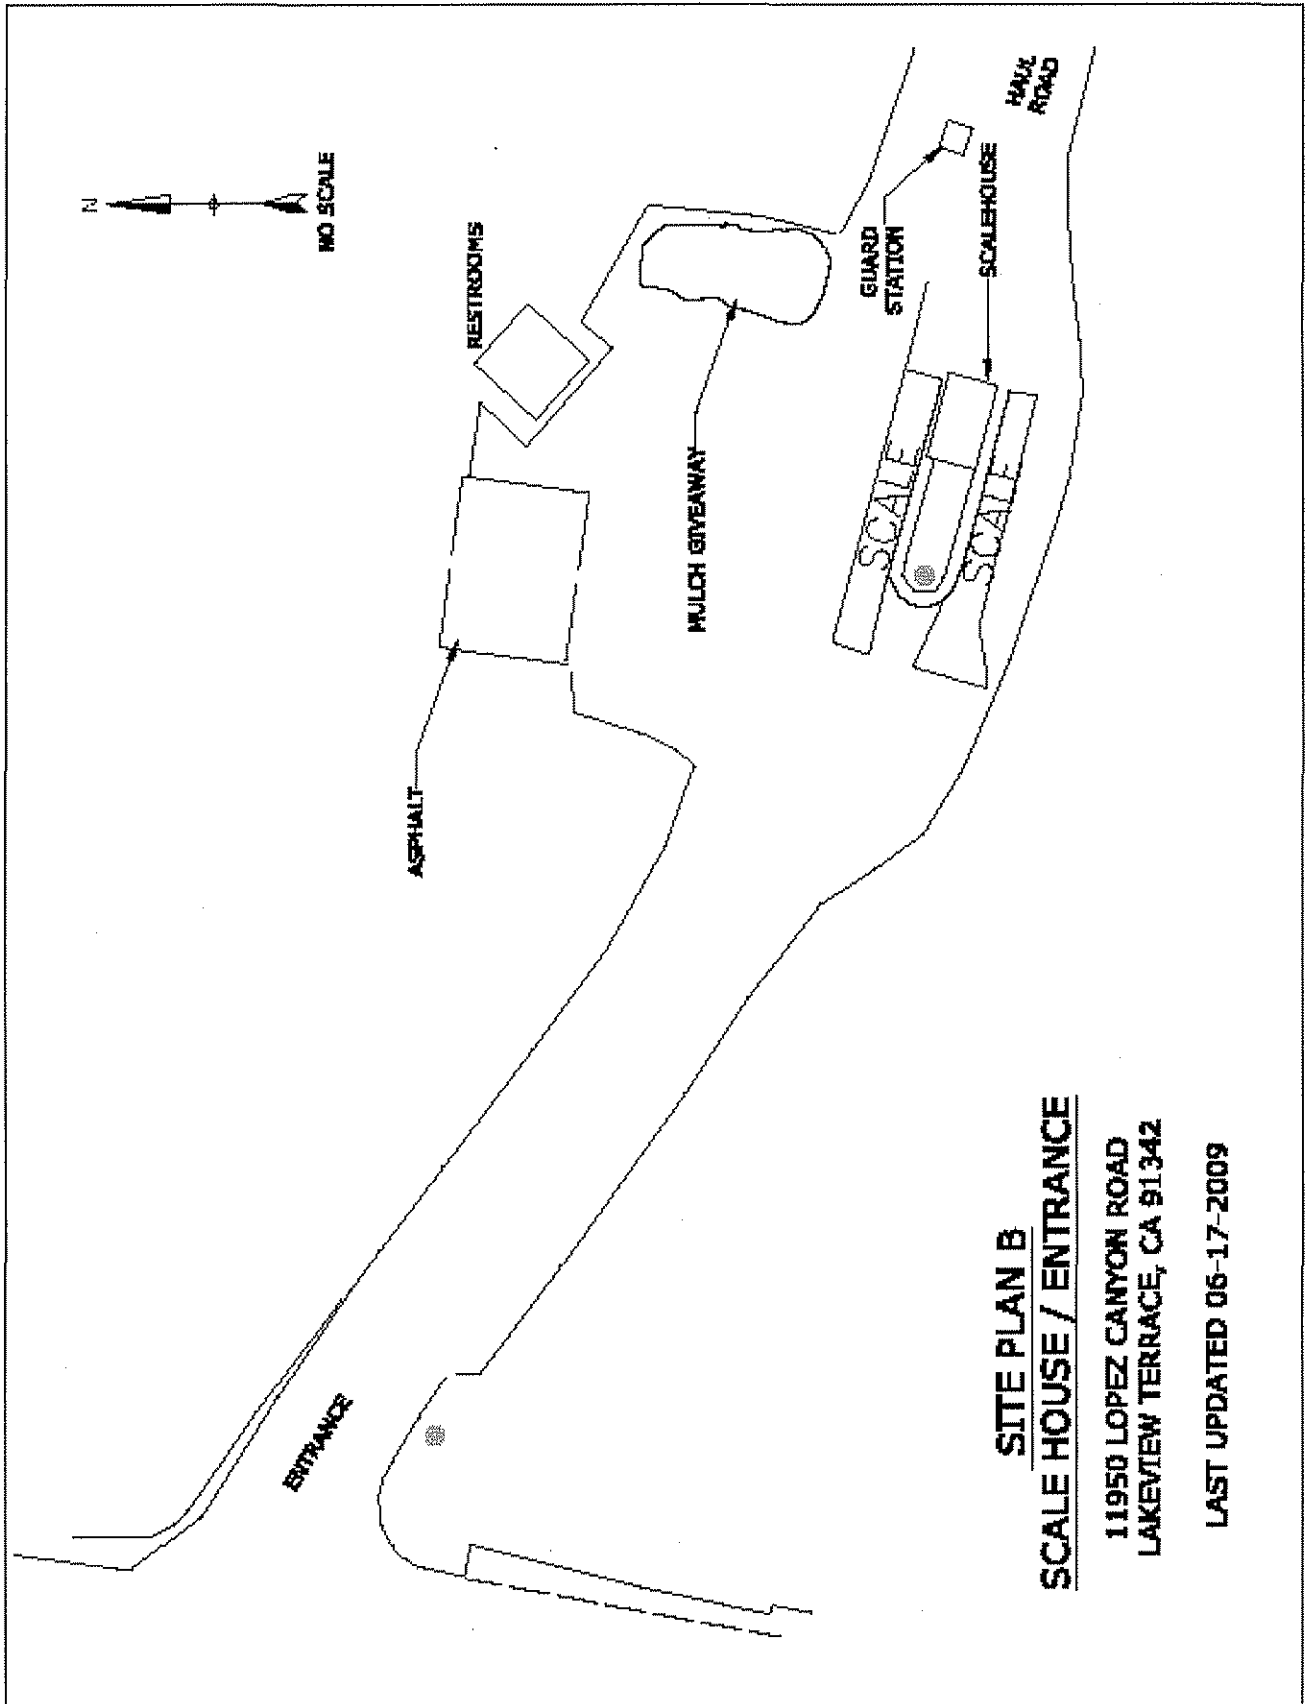 N
NO SCALE
RESTROOMS
HAUL
ROAD
GUARD
STATION
SCALEHOUSE
ASPHALT
MULCH GIVEAWAY
SCALE
SCALE
ENTRANCE
SITE PLAN B
SCALE HOUSE / ENTRANCE
11950 LOPEZ CANYON ROAD
LAKEVIEW TERRACE, CA 91342
LAST UPDATED 06-17-2009